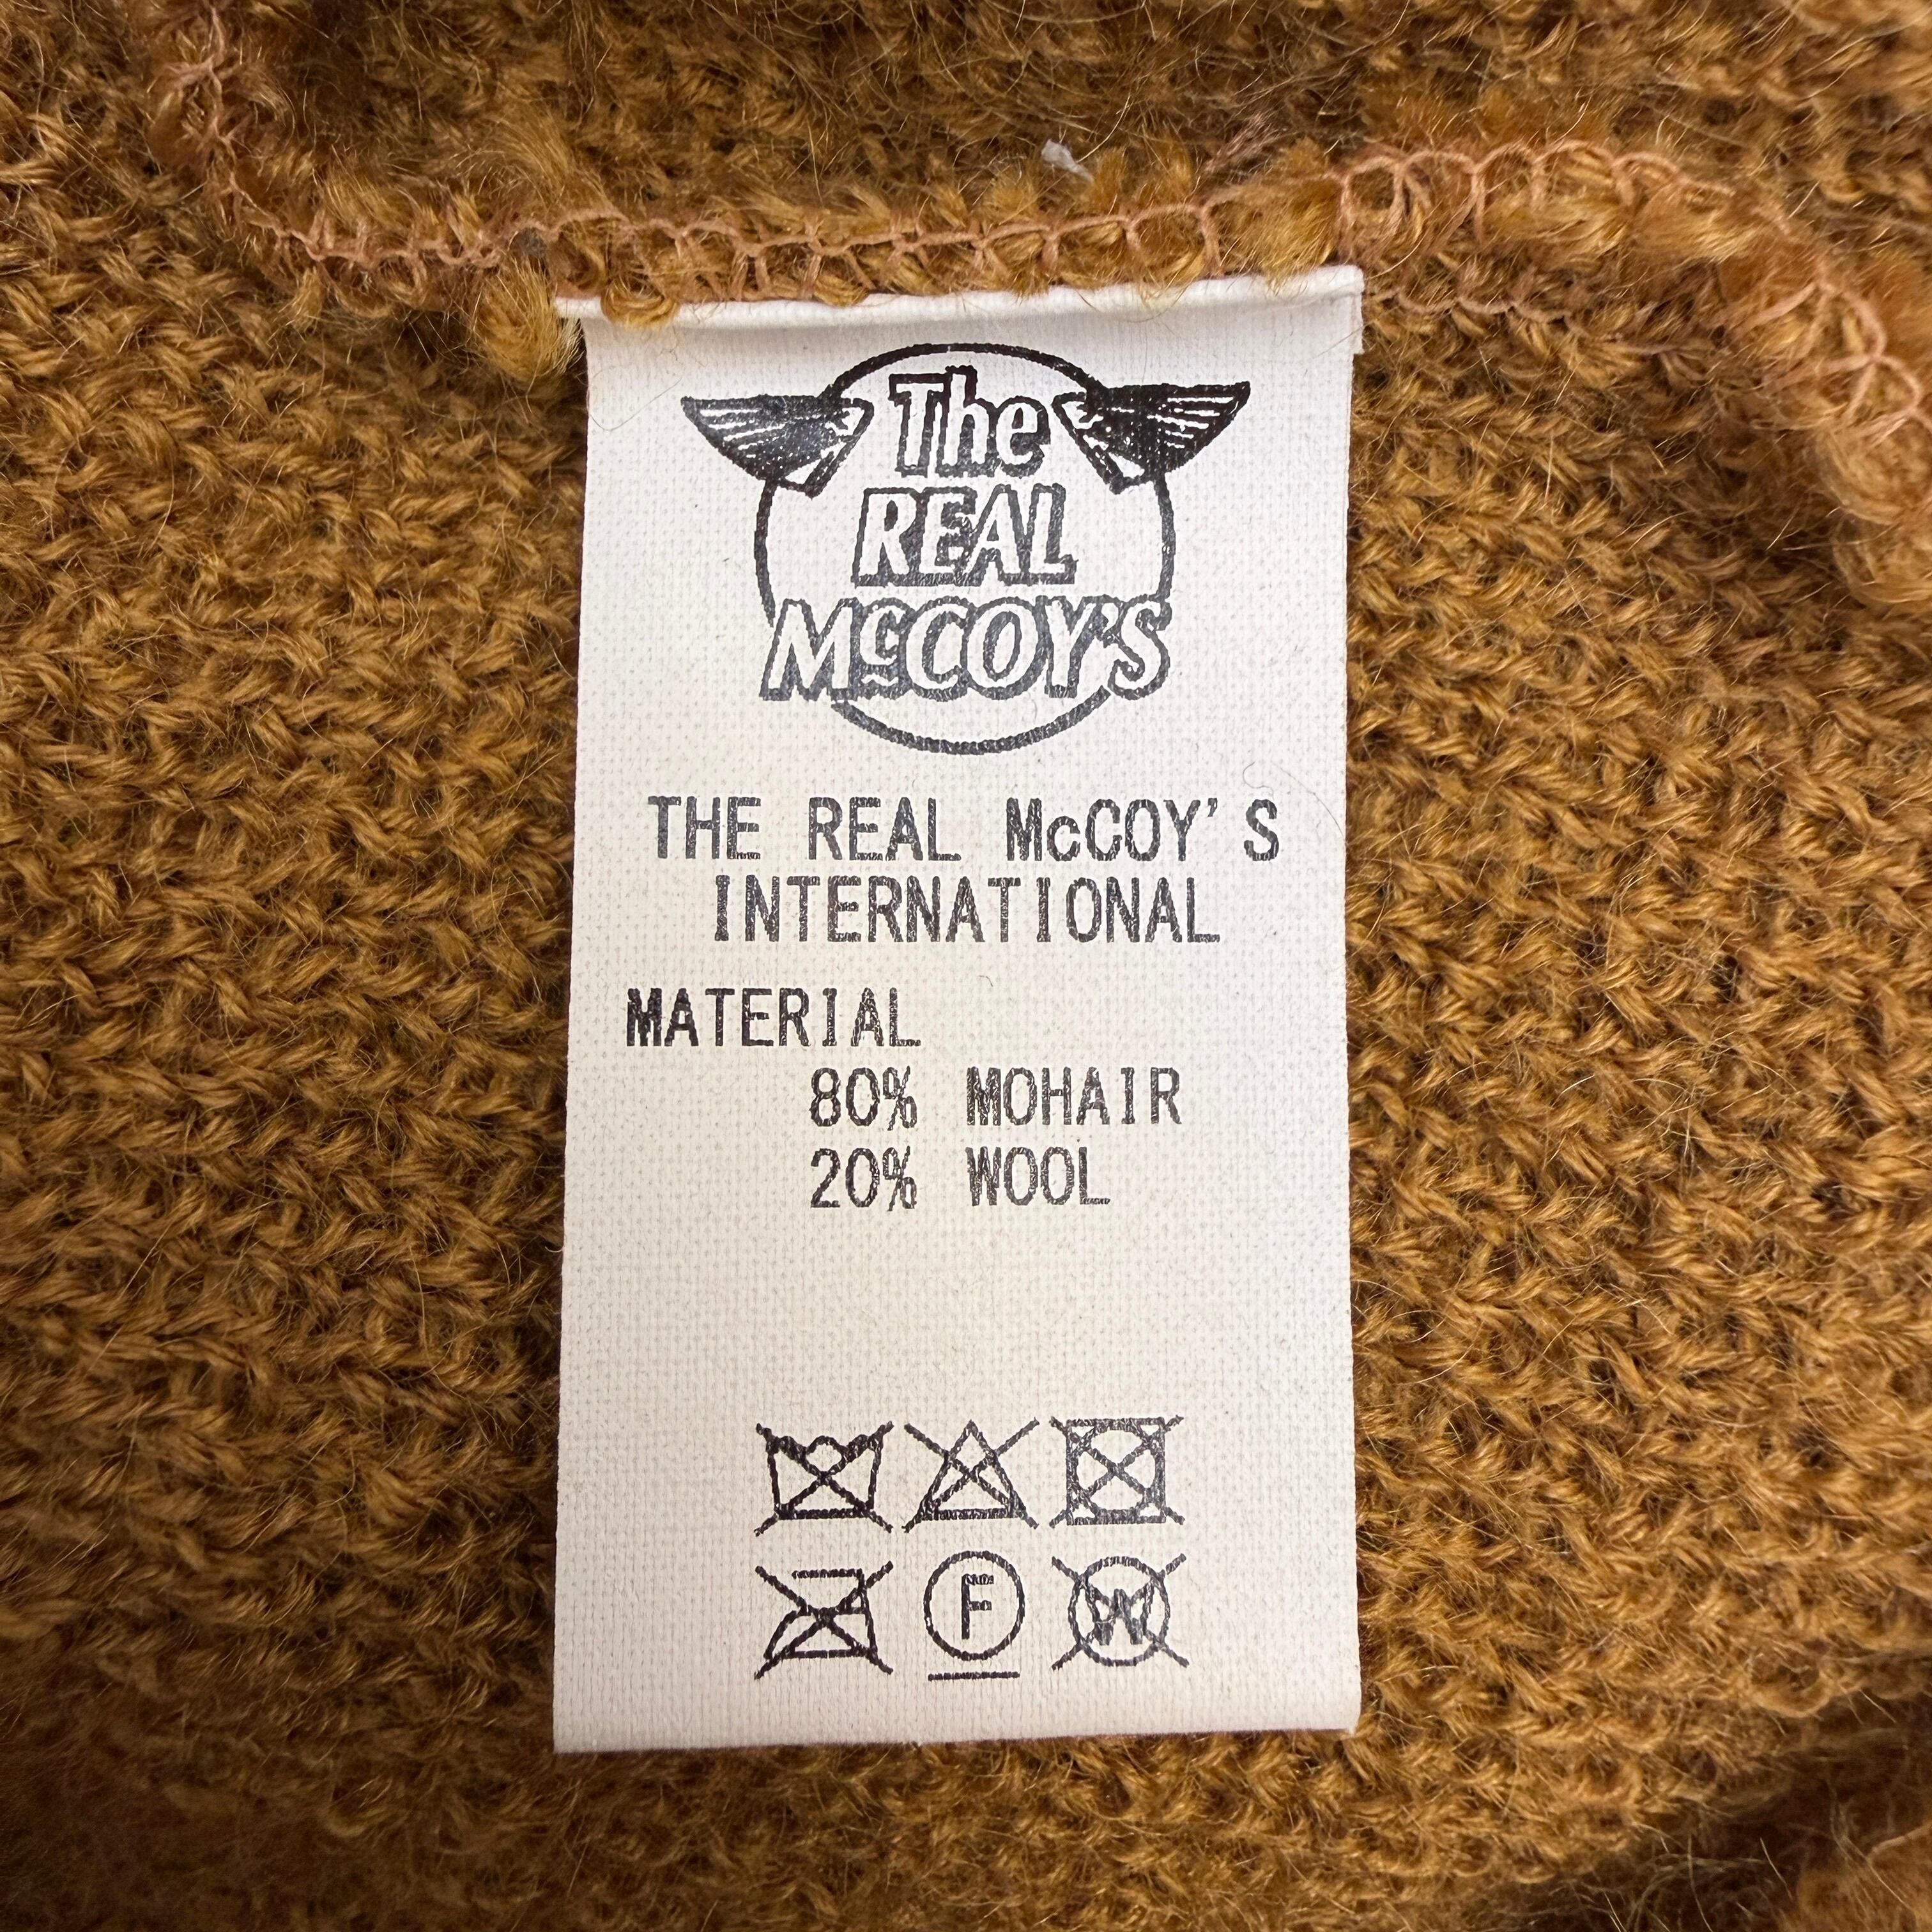 The
REAL
McCOY'S
THE REAL McCOY'S
INTERNATIONAL
MATERIAL
80% MOHAIR
20% WOOL
F W